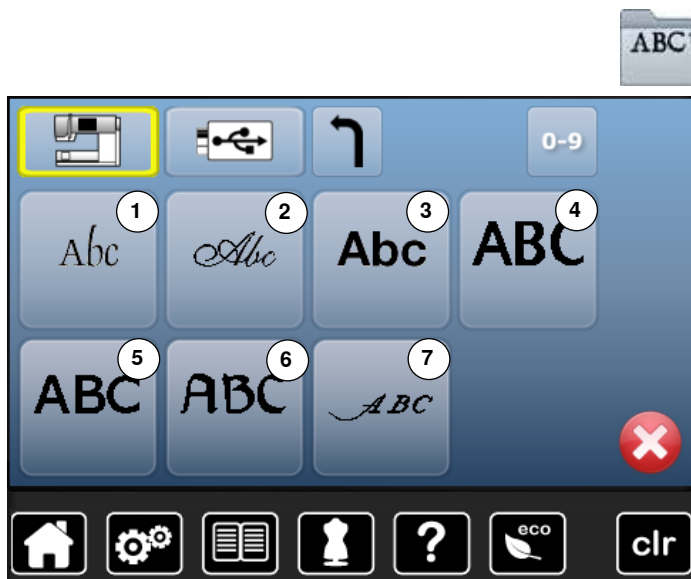 ABC
0-9
1 2 3 4
Abc Abc Abc ABC
5 6 7
ABC ABC ABC
? eco clr